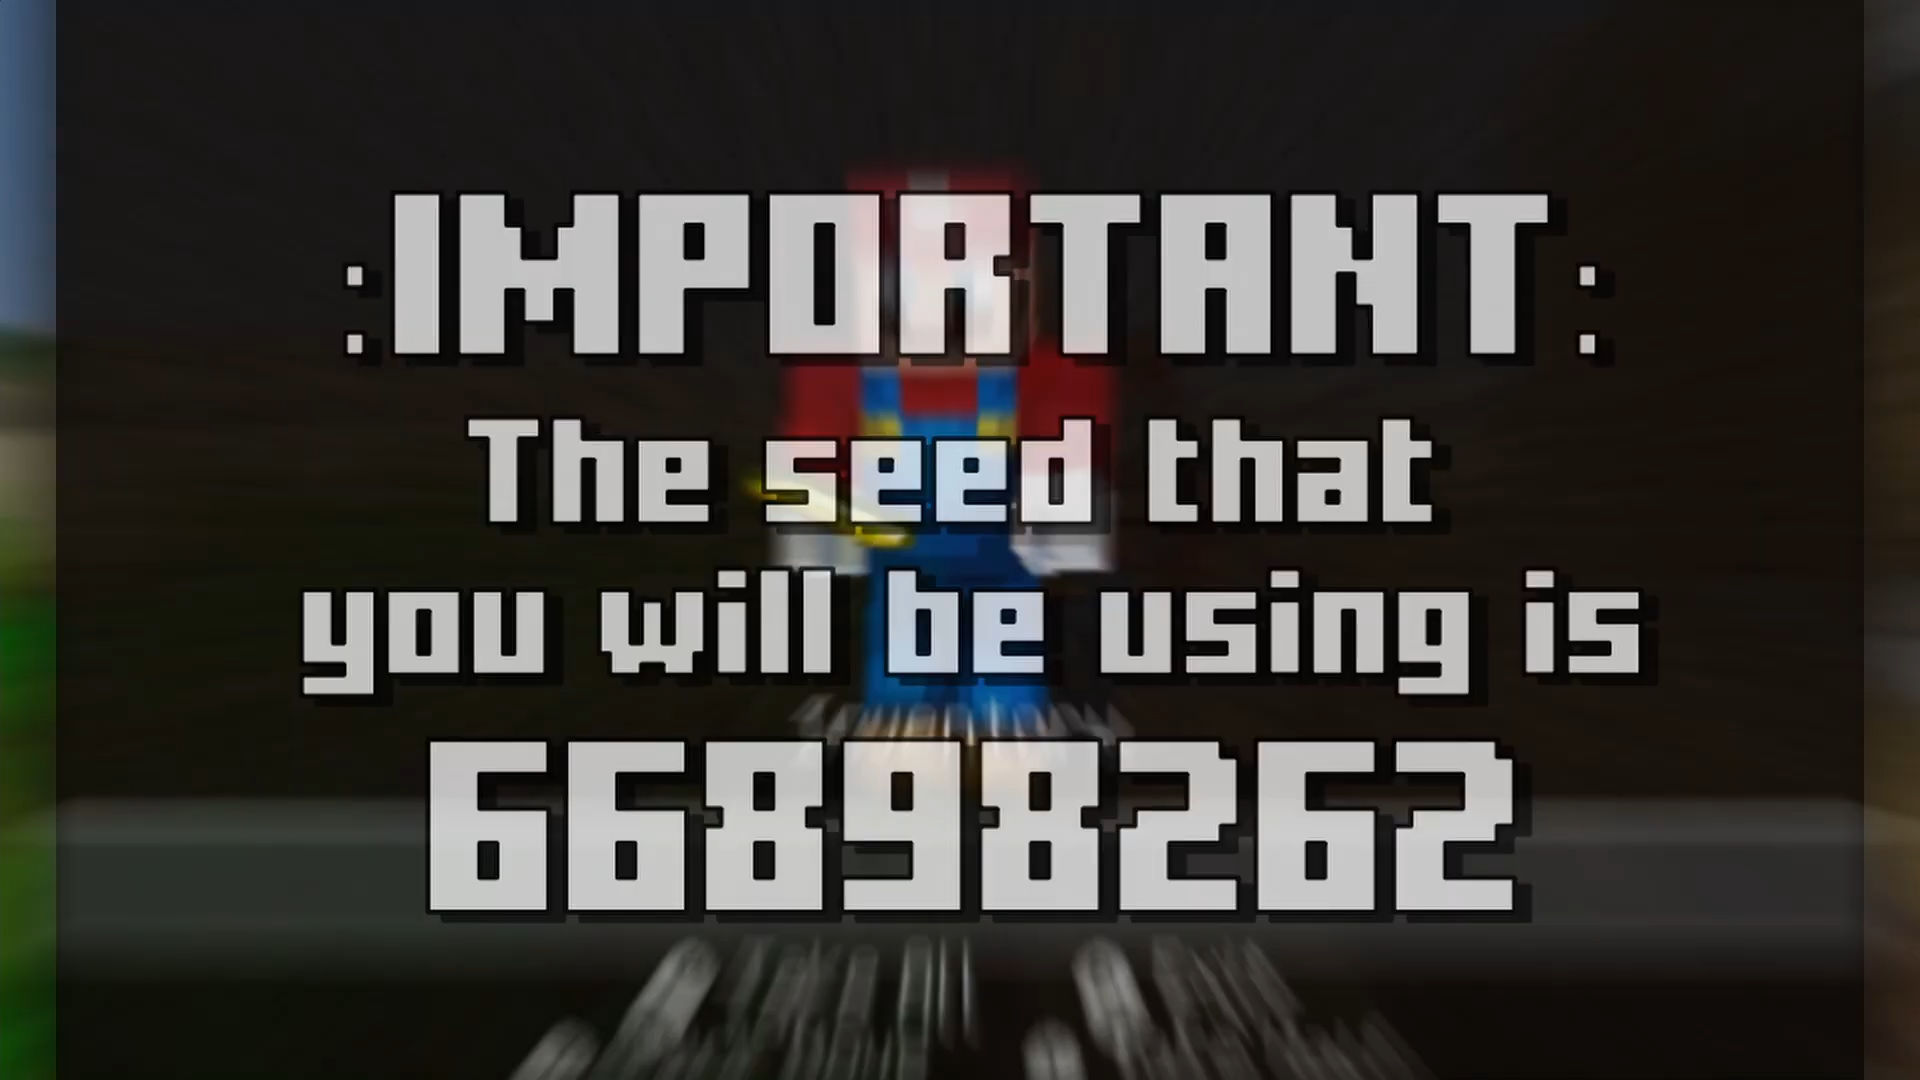 :IMPORTANT:
The seed that
you will be using is
66898262